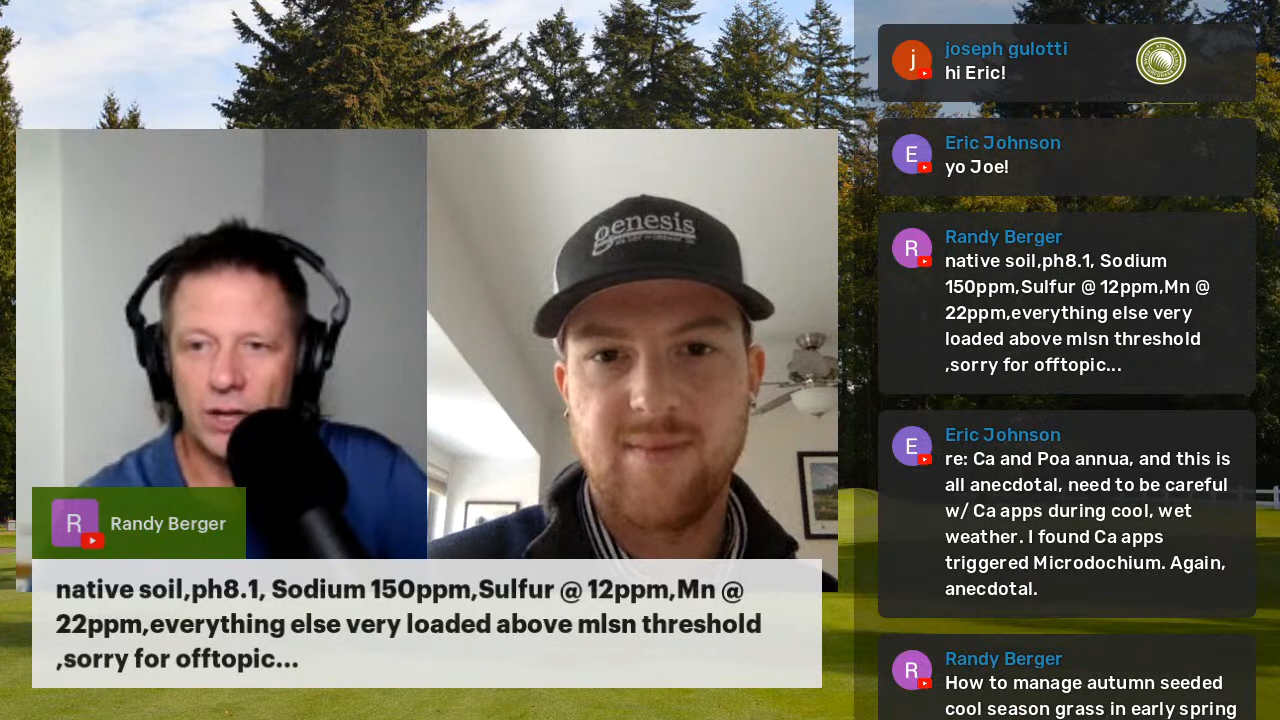 genesis
R
Randy Berger
native soil,ph8.1, Sodium 150ppm,Sulfur @ 12ppm,Mn @
22ppm,everything else very loaded above mlsn threshold
,sorry for offtopic...
j
joseph gulotti
hi Eric!
E
Eric Johnson
yo Joe!
R
Randy Berger
native soil,ph8.1, Sodium
150ppm,Sulfur @ 12ppm,Mn @
22ppm,everything else very
loaded above mlsn threshold
,sorry for offtopic...
E
Eric Johnson
re: Ca and Poa annua, and this is
all anecdotal, need to be careful
w/ Ca apps during cool, wet
weather. I found Ca apps
triggered Microdochium. Again,
anecdotal.
R
Randy Berger
How to manage autumn seeded
cool season grass in early spring